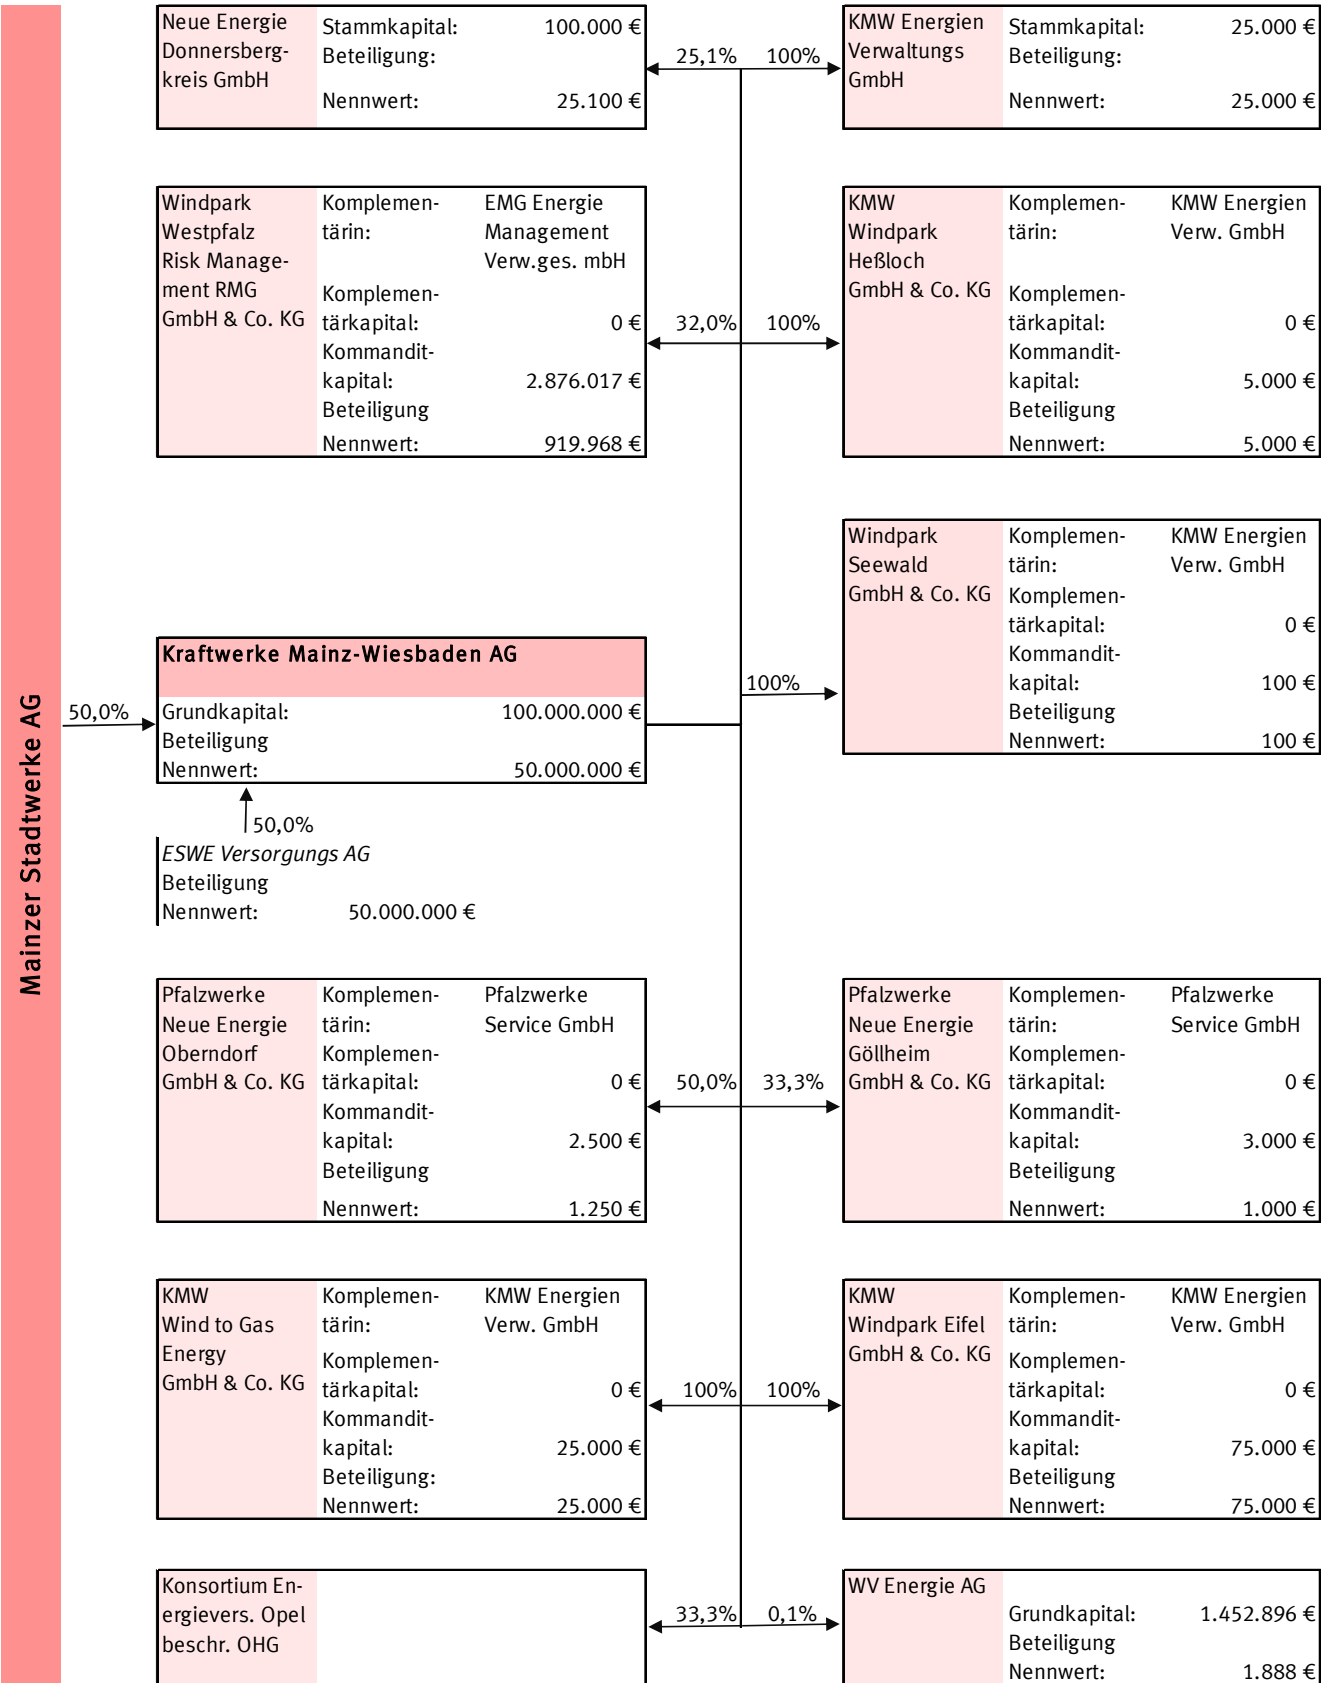 Mainzer Stadtwerke AG
Neue Energie
Donnersberg-
kreis GmbH
Stammkapital: 100.000 €
Beteiligung:
Nennwert: 25.100 €
25,1% 100%
KMW Energien
Verwaltungs
GmbH
Stammkapital: 25.000 €
Beteiligung:
Nennwert: 25.000 €
Windpark
Westpfalz
Risk Manage-
ment RMG
GmbH & Co. KG
Komplemen- EMG Energie
tärin: Management
Verw.ges. mbH
Komplemen-
tärkapital: 0 €
Kommandit-
kapital: 2.876.017 €
Beteiligung
Nennwert: 919.968 €
32,0% 100%
KMW
Windpark
Heßloch
GmbH & Co. KG
Komplemen- KMW Energien
tärin: Verw. GmbH
Komplemen-
tärkapital: 0 €
Kommandit-
kapital: 5.000 €
Beteiligung
Nennwert: 5.000 €
Windpark
Seewald
GmbH & Co. KG
Komplemen- KMW Energien
tärin: Verw. GmbH
Komplemen-
tärkapital: 0 €
Kommandit-
kapital: 100 €
Beteiligung
Nennwert: 100 €
100%
50,0%
Kraftwerke Mainz-Wiesbaden AG
Grundkapital: 100.000.000 €
Beteiligung
Nennwert: 50.000.000 €
50,0%
ESWE Versorgungs AG
Beteiligung
Nennwert: 50.000.000 €
Pfalzwerke
Neue Energie
Oberndorf
GmbH & Co. KG
Komplemen- Pfalzwerke
tärin: Service GmbH
Komplemen-
tärkapital: 0 €
Kommandit-
kapital: 2.500 €
Beteiligung
Nennwert: 1.250 €
50,0% 33,3%
Pfalzwerke
Neue Energie
Göllheim
GmbH & Co. KG
Komplemen- Pfalzwerke
tärin: Service GmbH
Komplemen-
tärkapital: 0 €
Kommandit-
kapital: 3.000 €
Beteiligung
Nennwert: 1.000 €
KMW
Wind to Gas
Energy
GmbH & Co. KG
Komplemen- KMW Energien
tärin: Verw. GmbH
Komplemen-
tärkapital: 0 €
Kommandit-
kapital: 25.000 €
Beteiligung:
Nennwert: 25.000 €
100% 100%
KMW
Windpark Eifel
GmbH & Co. KG
Komplemen- KMW Energien
tärin: Verw. GmbH
Komplemen-
tärkapital: 0 €
Kommandit-
kapital: 75.000 €
Beteiligung
Nennwert: 75.000 €
Konsortium En-
ergievers. Opel
beschr. OHG
33,3% 0,1%
WV Energie AG
Grundkapital: 1.452.896 €
Beteiligung
Nennwert: 1.888 €